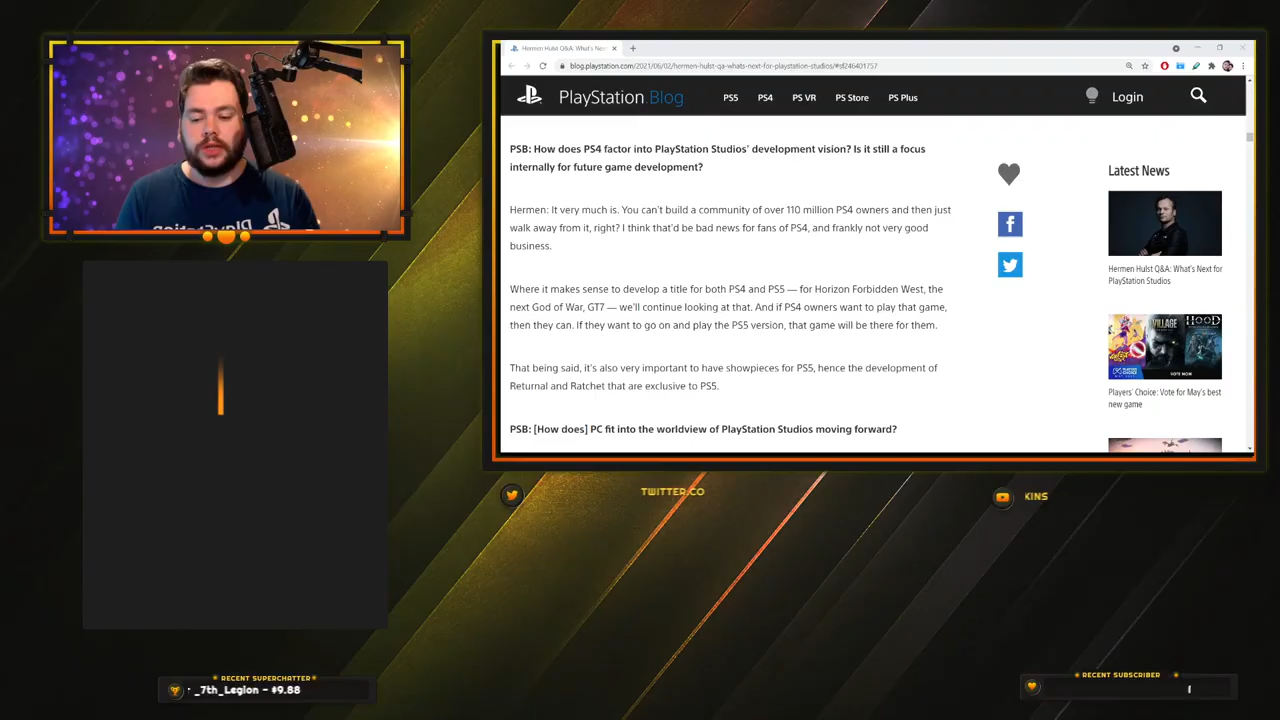 Hermen Hulst Q&A: What's Next
blog.playstation.com/2021/06/02/hermen-hulst-qa-whats-next-for-playstation-studios/#sf246401757
PlayStation.Blog
PS5
PS4
PS VR
PS Store
PS Plus
Login
PSB: How does PS4 factor into PlayStation Studios' development vision? Is it still a focus
internally for future game development?
Hermen: It very much is. You can't build a community of over 110 million PS4 owners and then just
walk away from it, right? I think that'd be bad news for fans of PS4, and frankly not very good
business.
Where it makes sense to develop a title for both PS4 and PS5 — for Horizon Forbidden West, the
next God of War, GT7 — we'll continue looking at that. And if PS4 owners want to play that game,
then they can. If they want to go on and play the PS5 version, that game will be there for them.
That being said, it's also very important to have showpieces for PS5, hence the development of
Returnal and Ratchet that are exclusive to PS5.
PSB: [How does] PC fit into the worldview of PlayStation Studios moving forward?
Latest News
Hermen Hulst Q&A: What's Next for
PlayStation Studios
VILLAGE
HOOD
VOTE NOW
Players' Choice: Vote for May's best
new game
PlayStation
TWITTER.CO
KINS
RECENT SUPERCHATTER
: _7th_Legion - $9.88
RECENT SUBSCRIBER